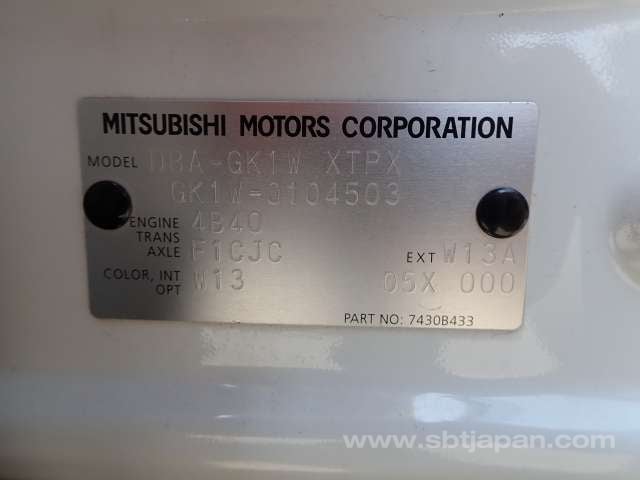 MITSUBISHI MOTORS CORPORATION
MODEL DBA-GK1W XTPX
GK1W-0104503
ENGINE 4B40
TRANS
AXLE F1CJC EXT W13A
COLOR, INT W13 05X 000
OPT
PART NO: 7430B433
www.sbtjapan.com